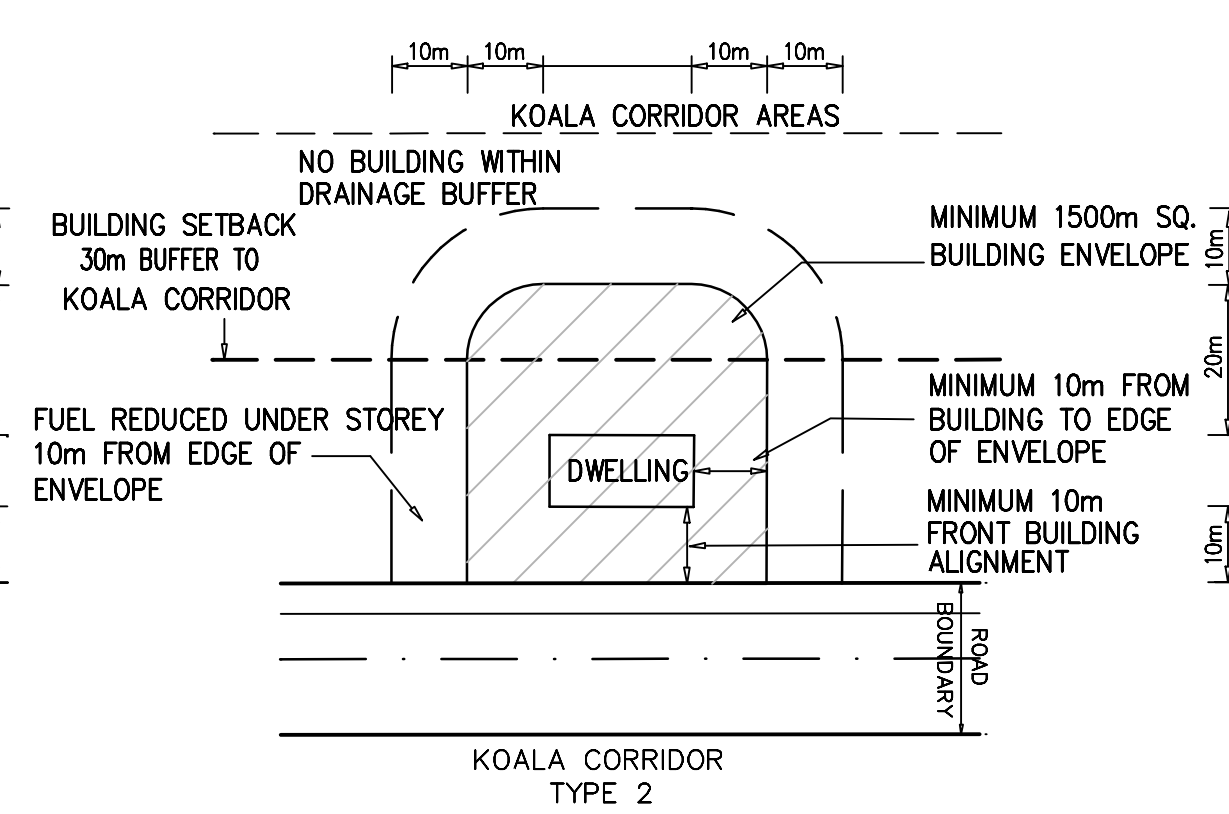 10m 10m 10m 10m
KOALA CORRIDOR AREAS
NO BUILDING WITHIN
DRAINAGE BUFFER
BUILDING SETBACK
30m BUFFER TO
KOALA CORRIDOR
MINIMUM 1500m SQ.
BUILDING ENVELOPE
10m
20m
FUEL REDUCED UNDER STOREY
10m FROM EDGE OF
ENVELOPE
DWELLING
MINIMUM 10m FROM
BUILDING TO EDGE
OF ENVELOPE
MINIMUM 10m
FRONT BUILDING
ALIGNMENT
10m
ROAD
BOUNDARY
KOALA CORRIDOR
TYPE 2